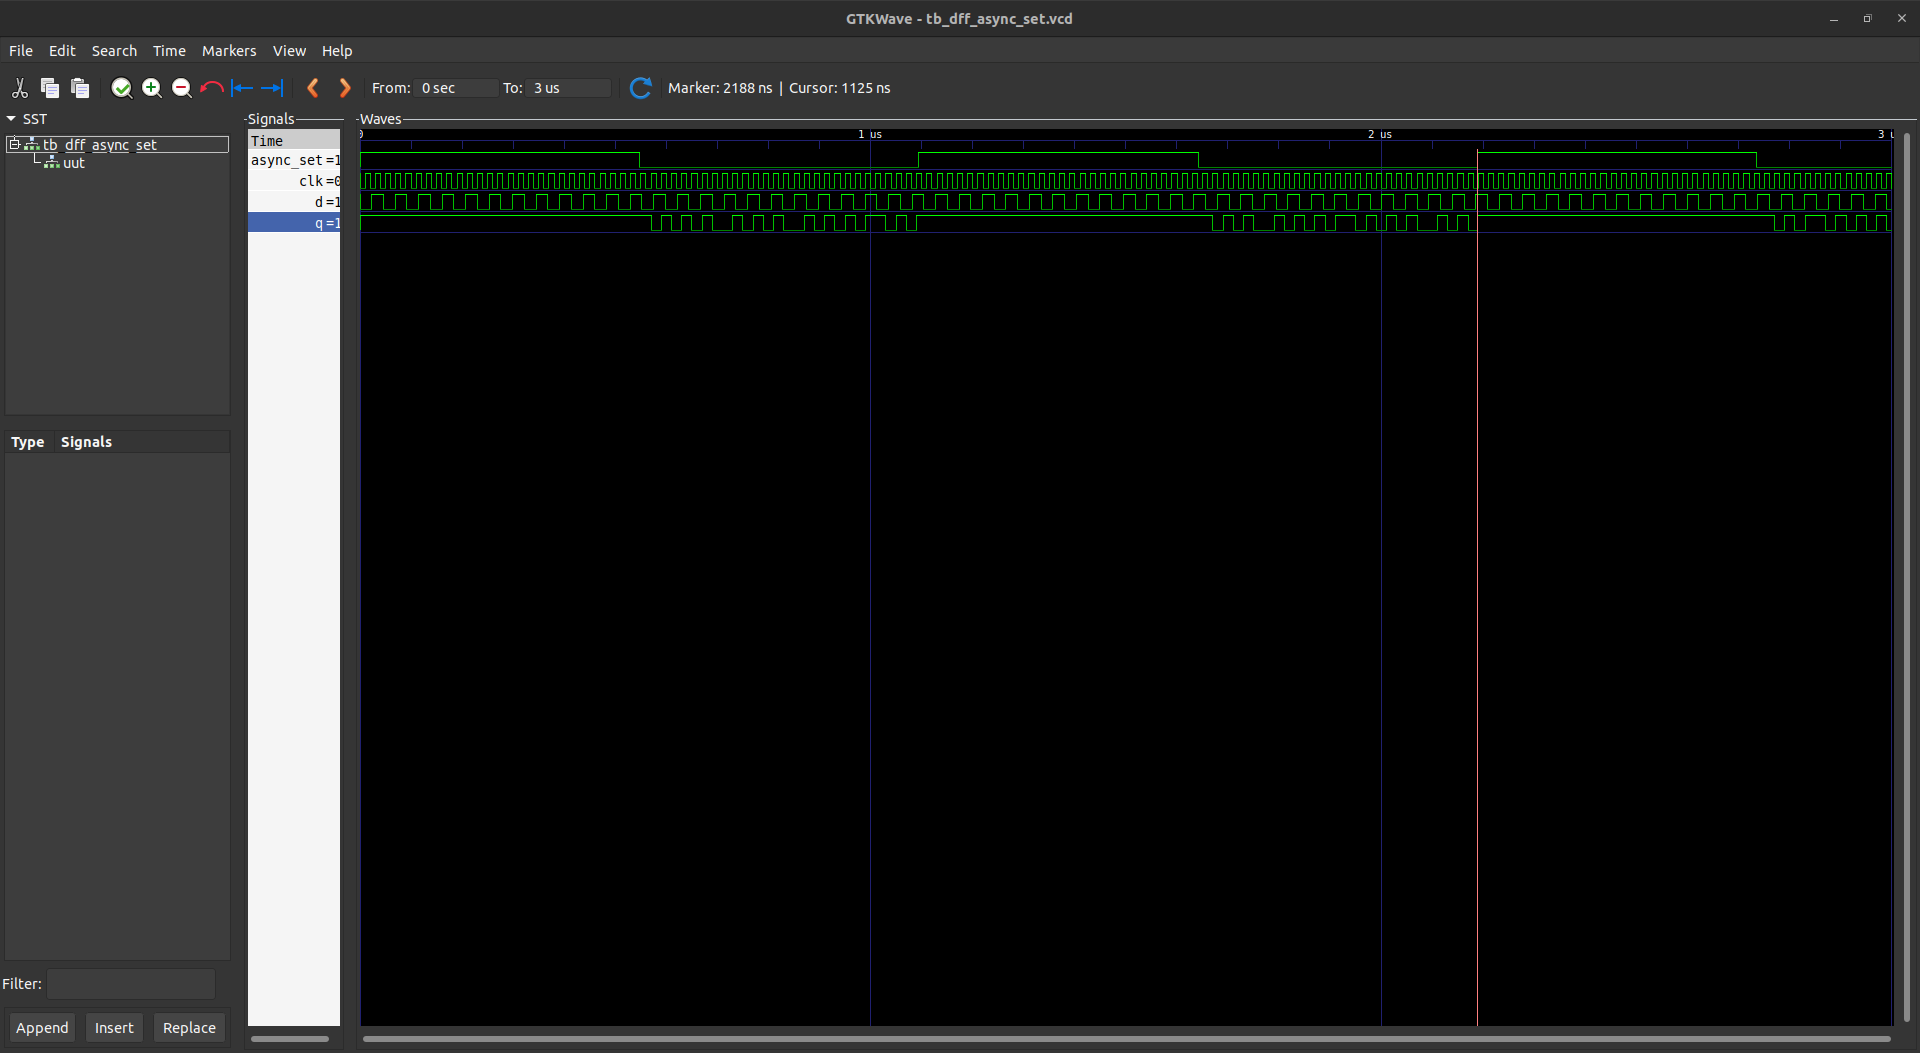 GTKWave - tb_dff_async_set.vcd
File Edit Search Time Markers View Help
From: 0 sec To: 3 us Marker: 2188 ns | Cursor: 1125 ns
SST
tb_dff_async_set
uut
Signals
Time
async_set=1
clk=0
d=1
q=1
Waves
0 1 us 2 us 3 u
Type Signals
Filter:
Append Insert Replace